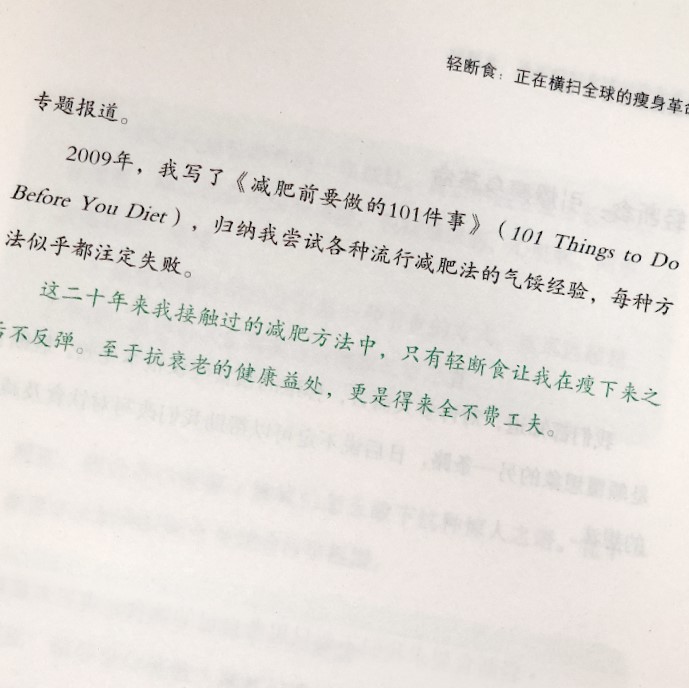 轻断食：正在横扫全球的瘦身革命
专题报道。
2009年，我写了《减肥前要做的101件事》（101 Things to Do
Before You Diet），归纳我尝试各种流行减肥法的气馁经验，每种方
法似乎都注定失败。
这二十年来我接触过的减肥方法中，只有轻断食让我在瘦下来之
后不反弹。至于抗衰老的健康益处，更是得来全不费工夫。